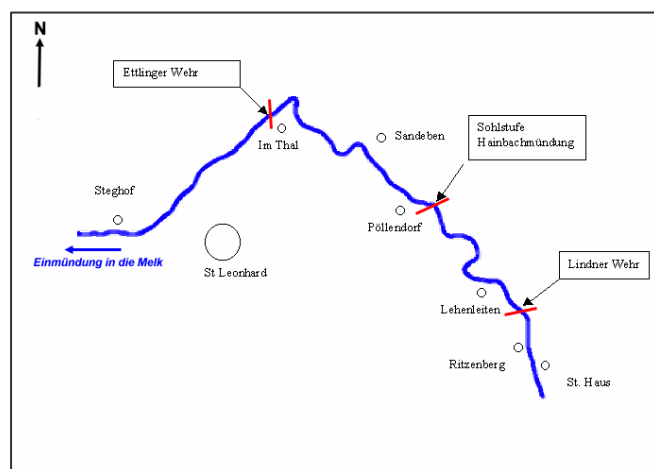 N
Ettlinger Wehr
Im Thal
Sandeben
Sohlstufe
Hainbachmündung
Steghof
Pöllendorf
Einmündung in die Melk
St Leonhard
Lindner Wehr
Lehenleiten
Ritzenberg
St. Haus